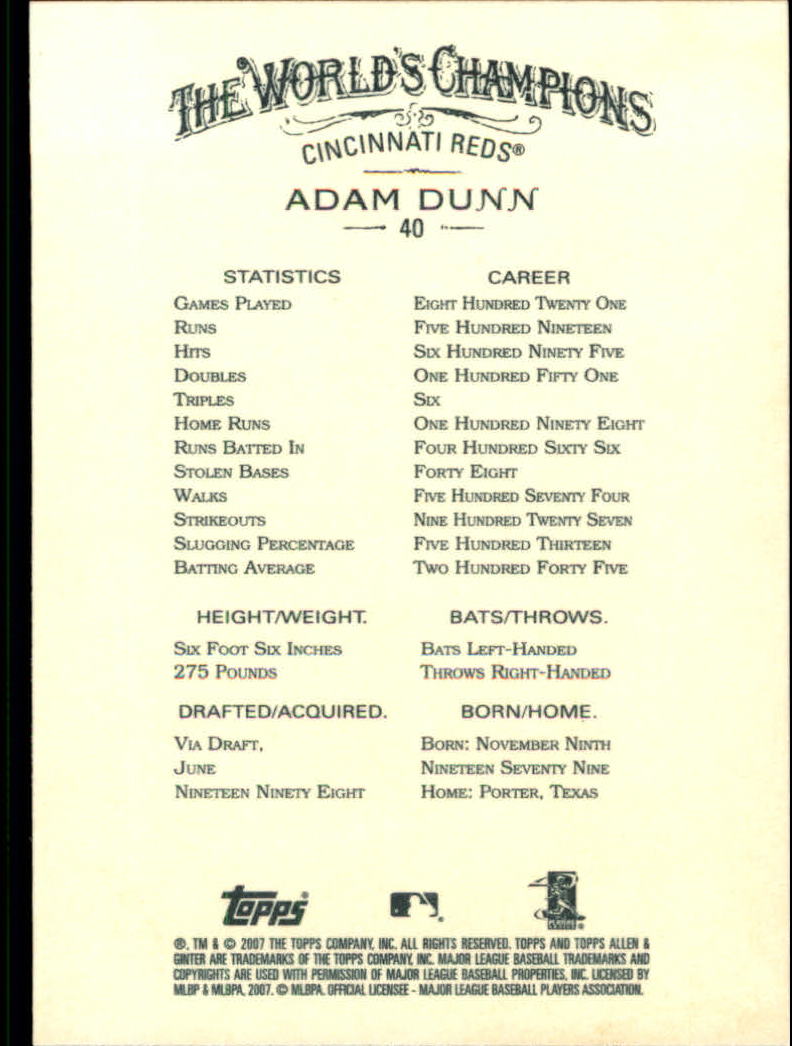 THE WORLD'S CHAMPIONS
CINCINNATI REDS®
ADAM DUNN
40
STATISTICS CAREER
GAMES PLAYED EIGHT HUNDRED TWENTY ONE
RUNS FIVE HUNDRED NINETEEN
HITS SIX HUNDRED NINETY FIVE
DOUBLES ONE HUNDRED FIFTY ONE
TRIPLES SIX
HOME RUNS ONE HUNDRED NINETY EIGHT
RUNS BATTED IN FOUR HUNDRED SIXTY SIX
STOLEN BASES FORTY EIGHT
WALKS FIVE HUNDRED SEVENTY FOUR
STRIKEOUTS NINE HUNDRED TWENTY SEVEN
SLUGGING PERCENTAGE FIVE HUNDRED THIRTEEN
BATTING AVERAGE TWO HUNDRED FORTY FIVE
HEIGHT/WEIGHT. BATS/THROWS.
SIX FOOT SIX INCHES BATS LEFT-HANDED
275 POUNDS THROWS RIGHT-HANDED
DRAFTED/ACQUIRED. BORN/HOME.
VIA DRAFT, BORN: NOVEMBER NINTH
JUNE NINETEEN SEVENTY NINE
NINETEEN NINETY EIGHT HOME: PORTER, TEXAS
Topps
®, TM & © 2007 THE TOPPS COMPANY, INC. ALL RIGHTS RESERVED. TOPPS AND TOPPS ALLEN &
GINTER ARE TRADEMARKS OF THE TOPPS COMPANY, INC. MAJOR LEAGUE BASEBALL TRADEMARKS AND
COPYRIGHTS ARE USED WITH PERMISSION OF MAJOR LEAGUE BASEBALL PROPERTIES, INC. LICENSED BY
MLBP & MLBPA, 2007. © MLBPA. OFFICIAL LICENSEE - MAJOR LEAGUE BASEBALL PLAYERS ASSOCIATION.